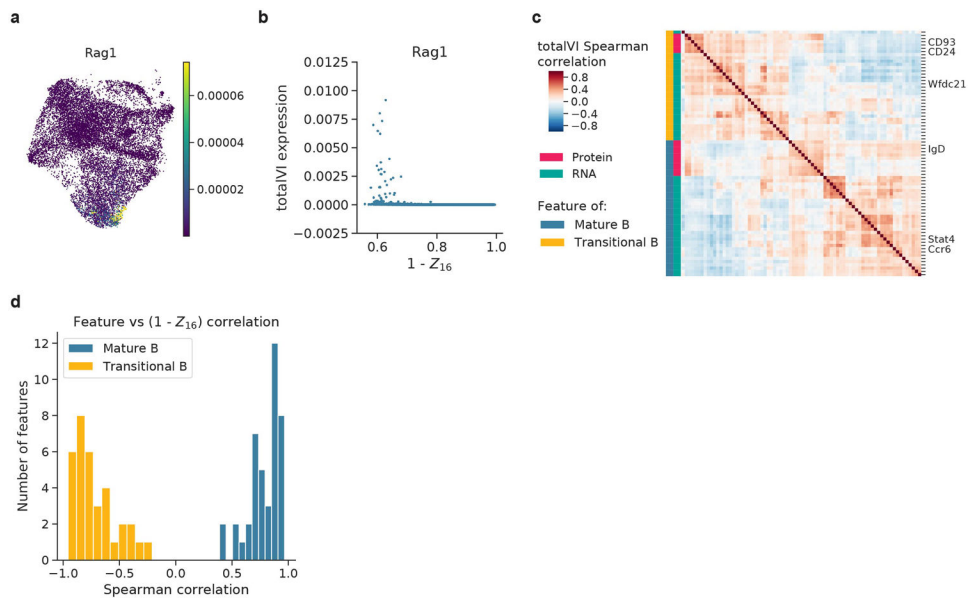 a
Rag1
0.00006
0.00004
0.00002
b
Rag1
totalVI expression
0.0125
0.0100
0.0075
0.0050
0.0025
0.0000
−0.0025
0.6
0.8
1.0
1 - Z16
c
totalVI Spearman
correlation
0.8
0.4
0.0
−0.4
−0.8
Protein
RNA
Feature of:
Mature B
Transitional B
CD93
CD24
Wfdc21
IgD
Stat4
Ccr6
d
Feature vs (1 - Z16) correlation
Mature B
Transitional B
Number of features
12
10
8
6
4
2
0
−1.0
−0.5
0.0
0.5
1.0
Spearman correlation